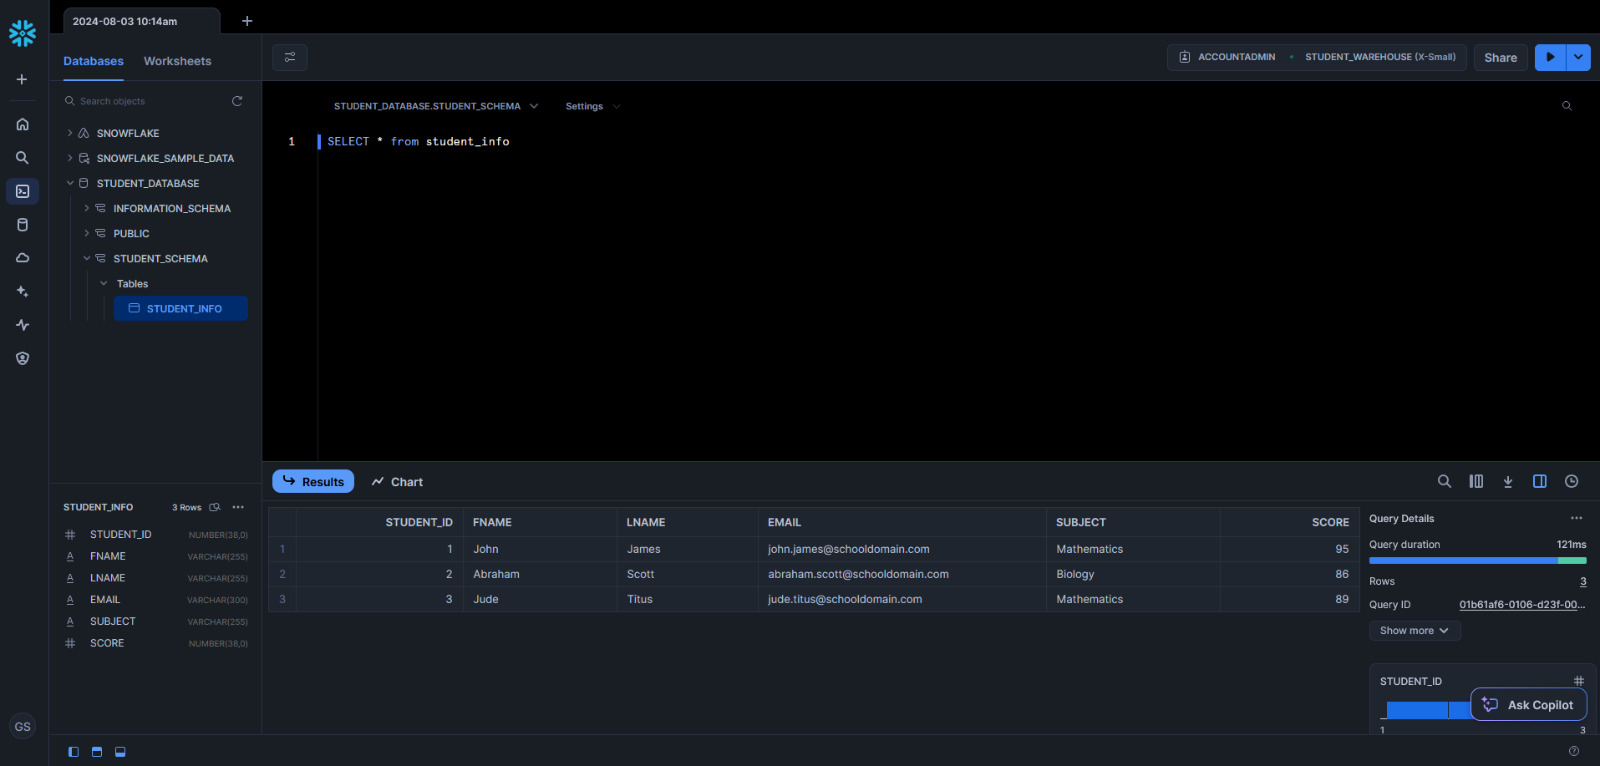 2024-08-03 10:14am
Databases Worksheets
ACCOUNTADMIN STUDENT_WAREHOUSE (X-Small) Share
Search objects
STUDENT_DATABASE.STUDENT_SCHEMA Settings
SNOWFLAKE
SNOWFLAKE_SAMPLE_DATA
STUDENT_DATABASE
INFORMATION_SCHEMA
PUBLIC
STUDENT_SCHEMA
Tables
STUDENT_INFO
1 SELECT * from student_info
STUDENT_INFO 3 Rows
STUDENT_ID NUMBER(38,0)
FNAME VARCHAR(255)
LNAME VARCHAR(255)
EMAIL VARCHAR(300)
SUBJECT VARCHAR(255)
SCORE NUMBER(38,0)
GS
Results Chart
STUDENT_ID FNAME LNAME EMAIL SUBJECT SCORE
1 1 John James john.james@schooldomain.com Mathematics 95
2 2 Abraham Scott abraham.scott@schooldomain.com Biology 86
3 3 Jude Titus jude.titus@schooldomain.com Mathematics 89
Query Details
Query duration 121ms
Rows 3
Query ID 01b61af6-0106-d23f-00...
Show more
STUDENT_ID
Ask Copilot
1 3